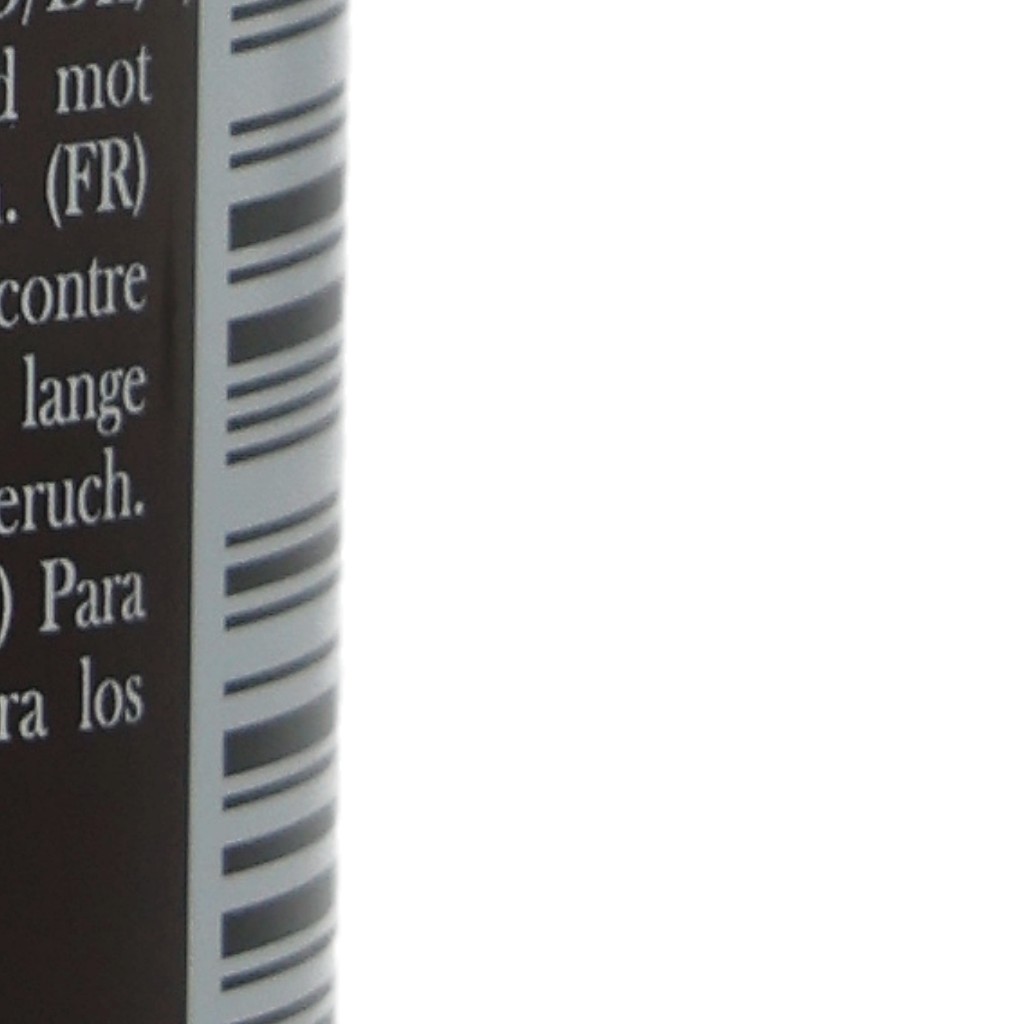 mot
(FR)
contre
lange
eruch.
) Para
ra los